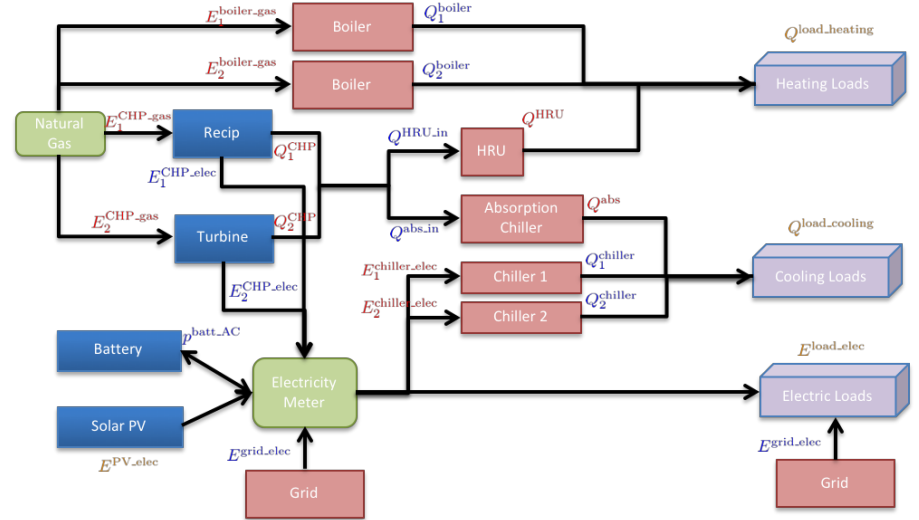 E_1^{boiler_gas}
Boiler
Q_1^{boiler}
Q^{load_heating}
E_2^{boiler_gas}
Boiler
Q_2^{boiler}
Heating Loads
Natural
Gas
E_1^{CHP_gas}
Recip
Q_1^{CHP}
Q^{HRU_in}
HRU
Q^{HRU}
E_1^{CHP_elec}
E_2^{CHP_gas}
Turbine
Q_2^{CHP}
Q^{abs_in}
Absorption
Chiller
Q^{abs}
Q^{load_cooling}
E_2^{CHP_elec}
E_1^{chiller_elec}
Chiller 1
Q_1^{chiller}
Cooling Loads
E_2^{chiller_elec}
Chiller 2
Q_2^{chiller}
Battery
p^{batt_AC}
E^{load_elec}
Electricity
Meter
Electric Loads
Solar PV
E^{PV_elec}
E^{grid_elec}
E^{grid_elec}
Grid
Grid